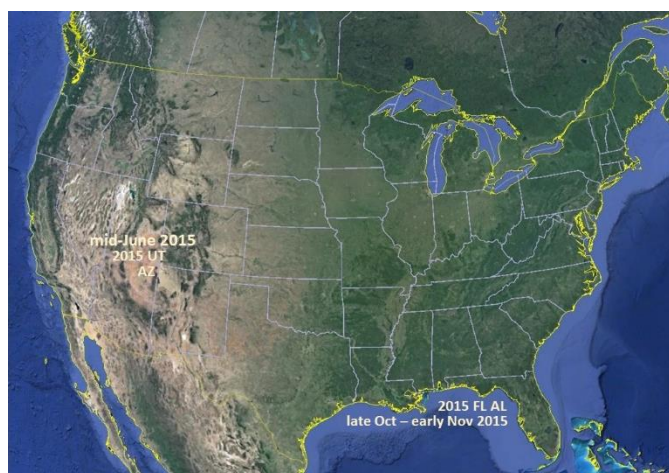 mid-June 2015
2015 UT
AZ
2015 FL AL
late Oct – early Nov 2015